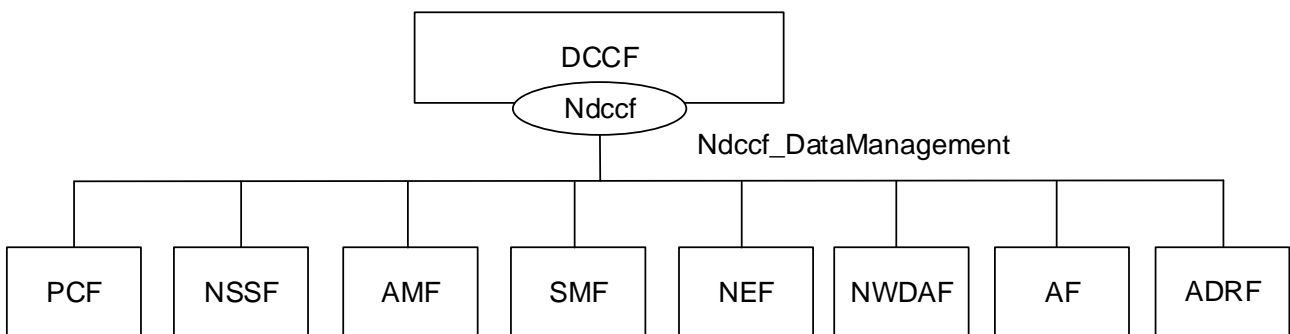 DCCF
Ndccf
Ndccf_DataManagement
PCF NSSF AMF SMF NEF NWDAF AF ADRF